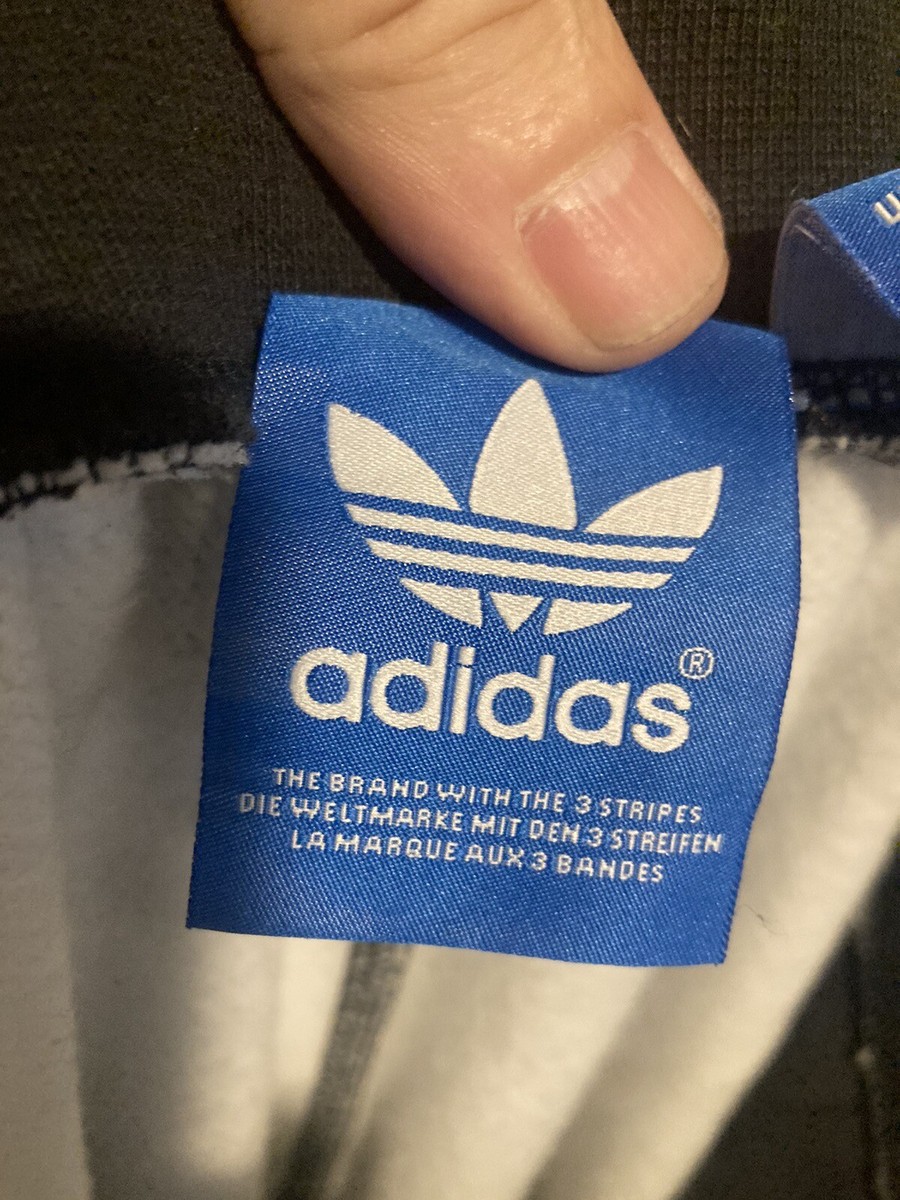 adidas®
THE BRAND WITH THE 3 STRIPES
DIE WELTMARKE MIT DEN 3 STREIFEN
LA MARQUE AUX 3 BANDES